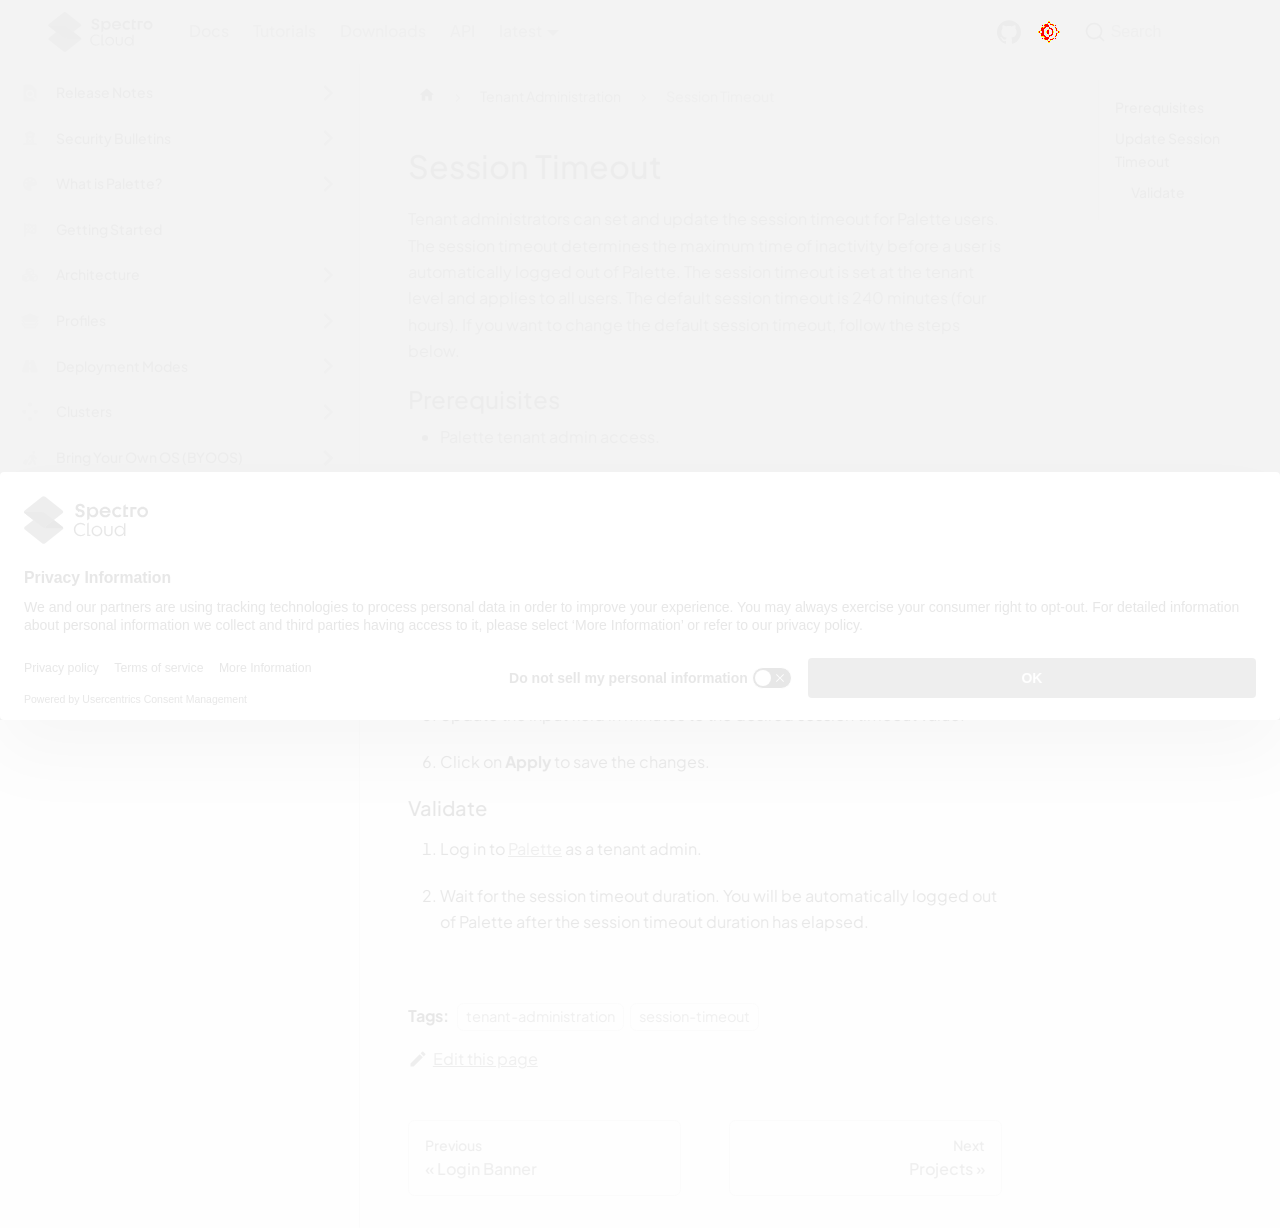 Spectro
Cloud
Docs Tutorials Downloads API latest
Search
Release Notes
Security Bulletins
What is Palette?
Getting Started
Architecture
Profiles
Deployment Modes
Clusters
Bring Your Own OS (BYOOS)
Tenant Administration
Session Timeout
Session Timeout
Tenant administrators can set and update the session timeout for Palette users.
The session timeout determines the maximum time of inactivity before a user is
automatically logged out of Palette. The session timeout is set at the tenant
level and applies to all users. The default session timeout is 240 minutes (four
hours). If you want to change the default session timeout, follow the steps
below.
Prerequisites
Palette tenant admin access.
Prerequisites
Update Session
Timeout
Validate
Spectro
Cloud
Privacy Information
We and our partners are using tracking technologies to process personal data in order to improve your experience. You may always exercise your consumer right to opt-out. For detailed information
about personal information we collect and third parties having access to it, please select ‘More Information’ or refer to our privacy policy.
Privacy policy Terms of service More Information
Powered by Usercentrics Consent Management
Do not sell my personal information
OK
6. Click on Apply to save the changes.
Validate
1. Log in to Palette as a tenant admin.
2. Wait for the session timeout duration. You will be automatically logged out
of Palette after the session timeout duration has elapsed.
Tags: tenant-administration session-timeout
Edit this page
Previous
« Login Banner
Next
Projects »